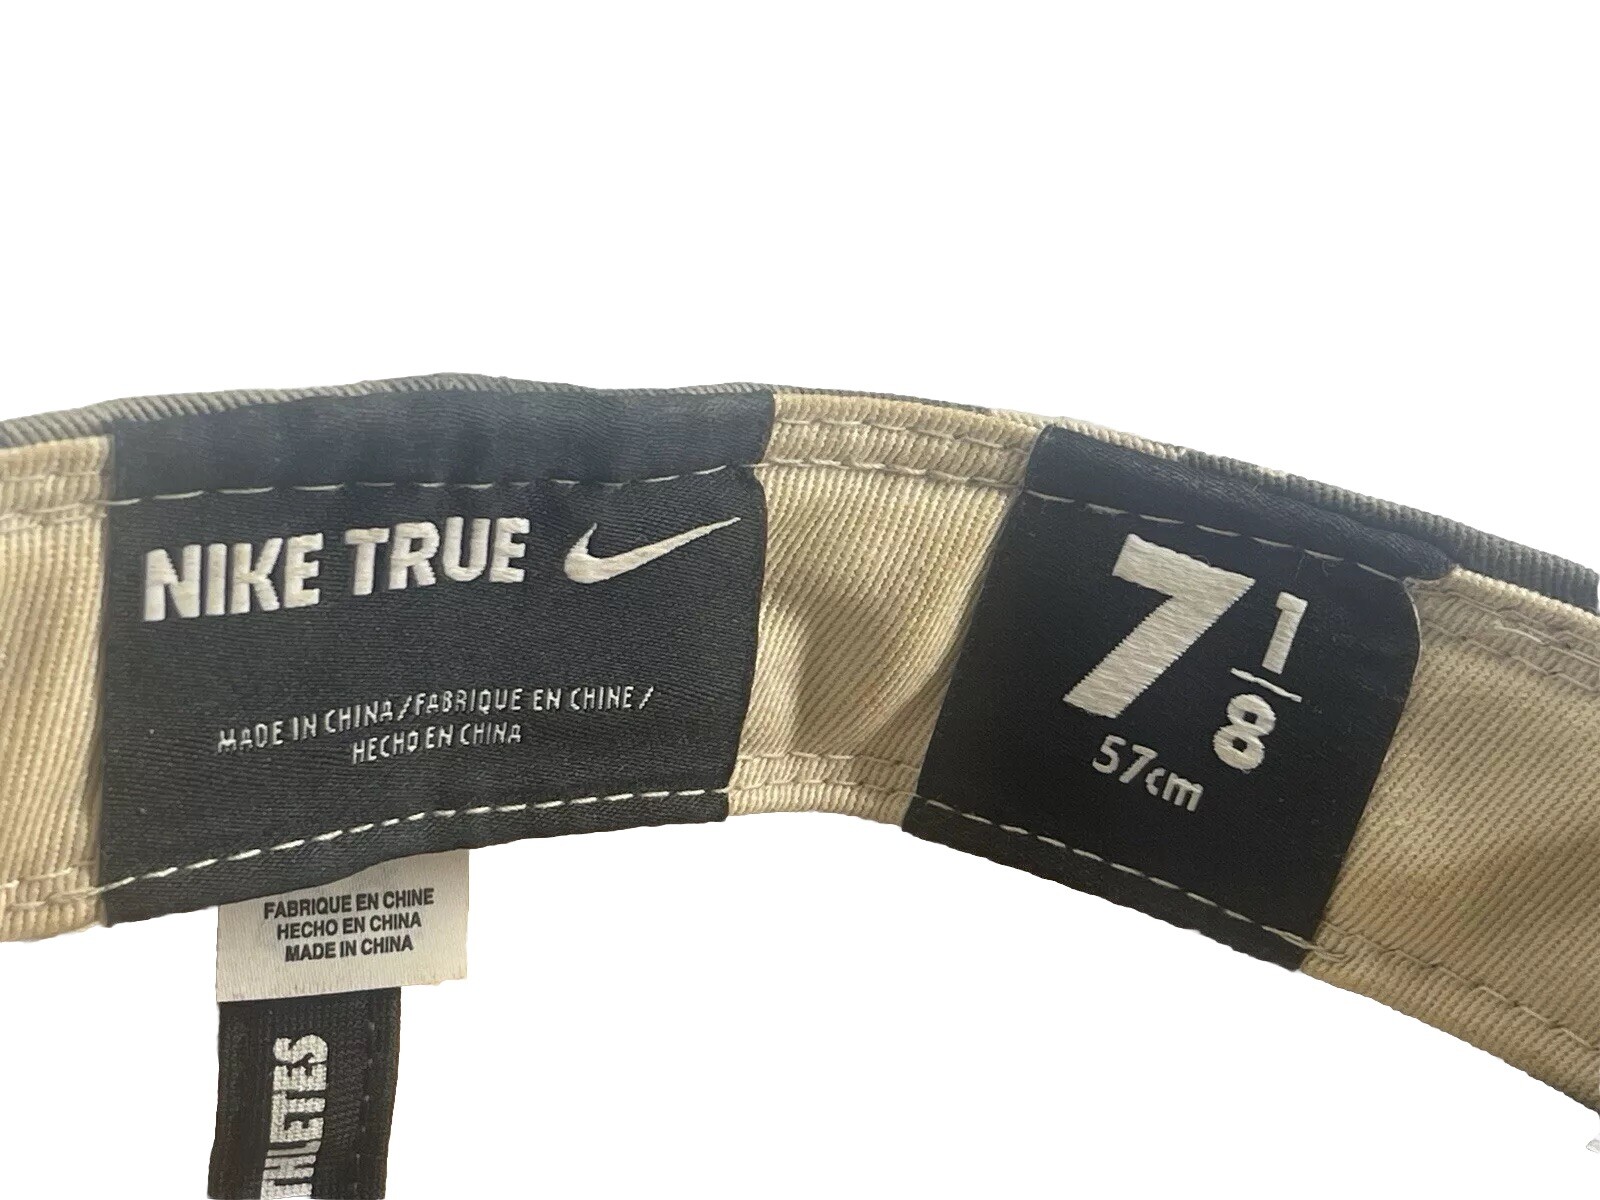 NIKE TRUE
MADE IN CHINA / FABRIQUE EN CHINE /
HECHO EN CHINA
7 1/8
57cm
FABRIQUE EN CHINE
HECHO EN CHINA
MADE IN CHINA
THLETES